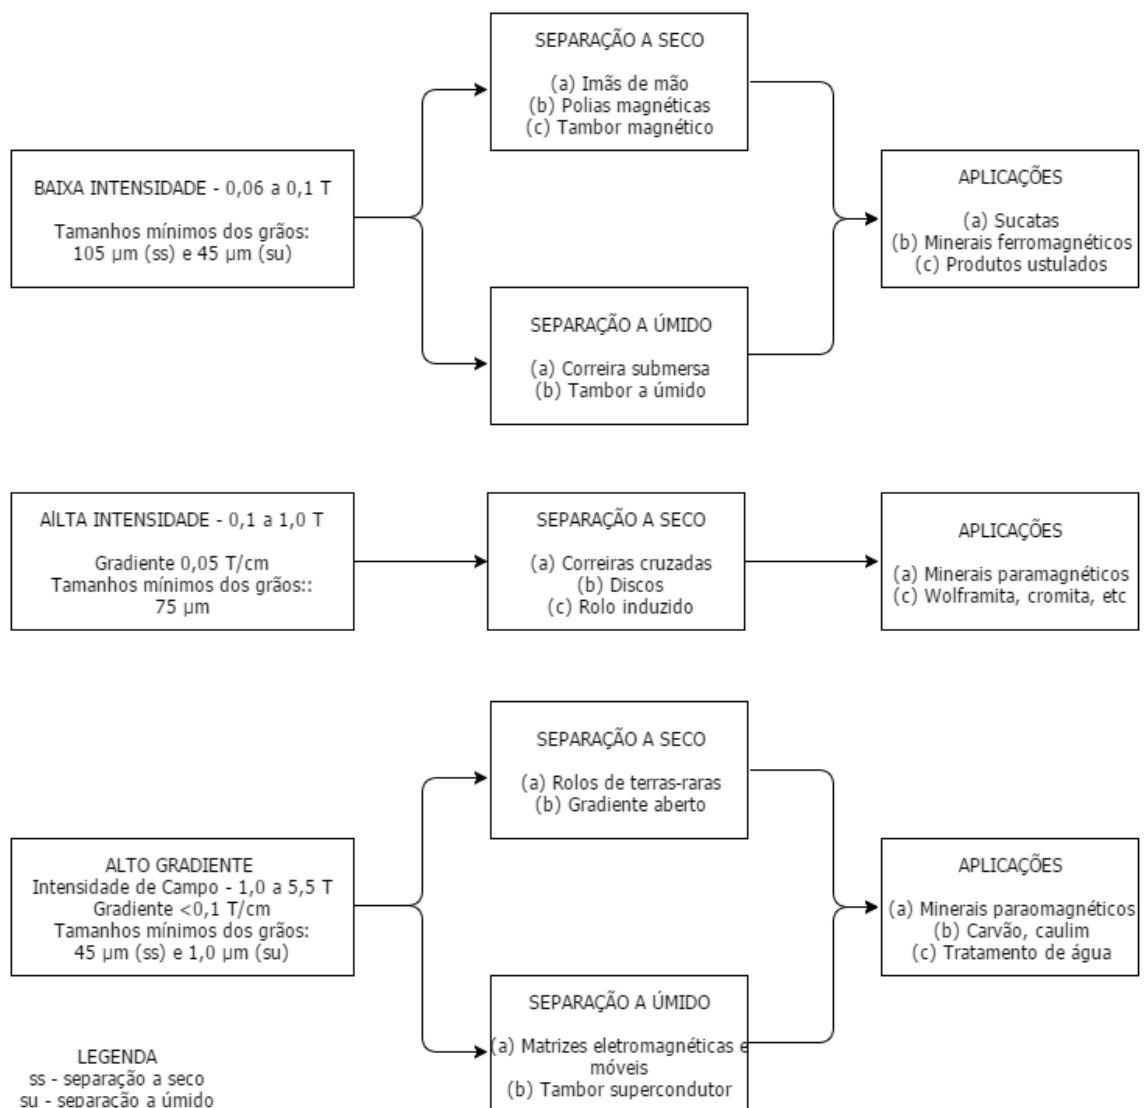 SEPARAÇÃO A SECO
(a) Imãs de mão
(b) Polias magnéticas
(c) Tambor magnético
BAIXA INTENSIDADE - 0,06 a 0,1 T
Tamanhos mínimos dos grãos:
105 µm (ss) e 45 µm (su)
APLICAÇÕES
(a) Sucatas
(b) Minerais ferromagnéticos
(c) Produtos ustulados
SEPARAÇÃO A ÚMIDO
(a) Correira submersa
(b) Tambor a úmido
AlLTA INTENSIDADE - 0,1 a 1,0 T
Gradiente 0,05 T/cm
Tamanhos mínimos dos grãos::
75 µm
SEPARAÇÃO A SECO
(a) Correiras cruzadas
(b) Discos
(c) Rolo induzido
APLICAÇÕES
(a) Minerais paramagnéticos
(c) Wolframita, cromita, etc
SEPARAÇÃO A SECO
(a) Rolos de terras-raras
(b) Gradiente aberto
ALTO GRADIENTE
Intensidade de Campo - 1,0 a 5,5 T
Gradiente <0,1 T/cm
Tamanhos mínimos dos grãos:
45 µm (ss) e 1,0 µm (su)
APLICAÇÕES
(a) Minerais paraomagnéticos
(b) Carvão, caulim
(c) Tratamento de água
SEPARAÇÃO A ÚMIDO
(a) Matrizes eletromagnéticas e
móveis
(b) Tambor supercondutor
LEGENDA
ss - separação a seco
su - separação a úmido